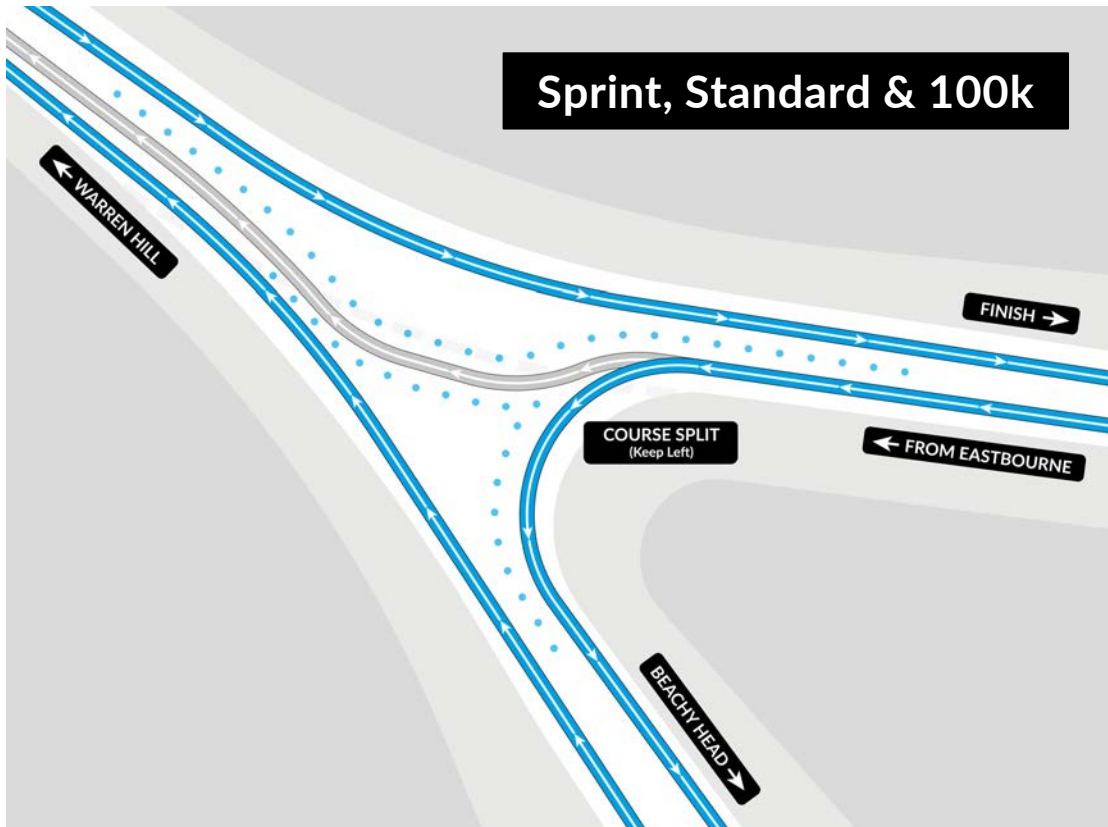 Sprint, Standard & 100k
WARREN HILL
FINISH
COURSE SPLIT
(Keep Left)
FROM EASTBOURNE
BEACHY HEAD